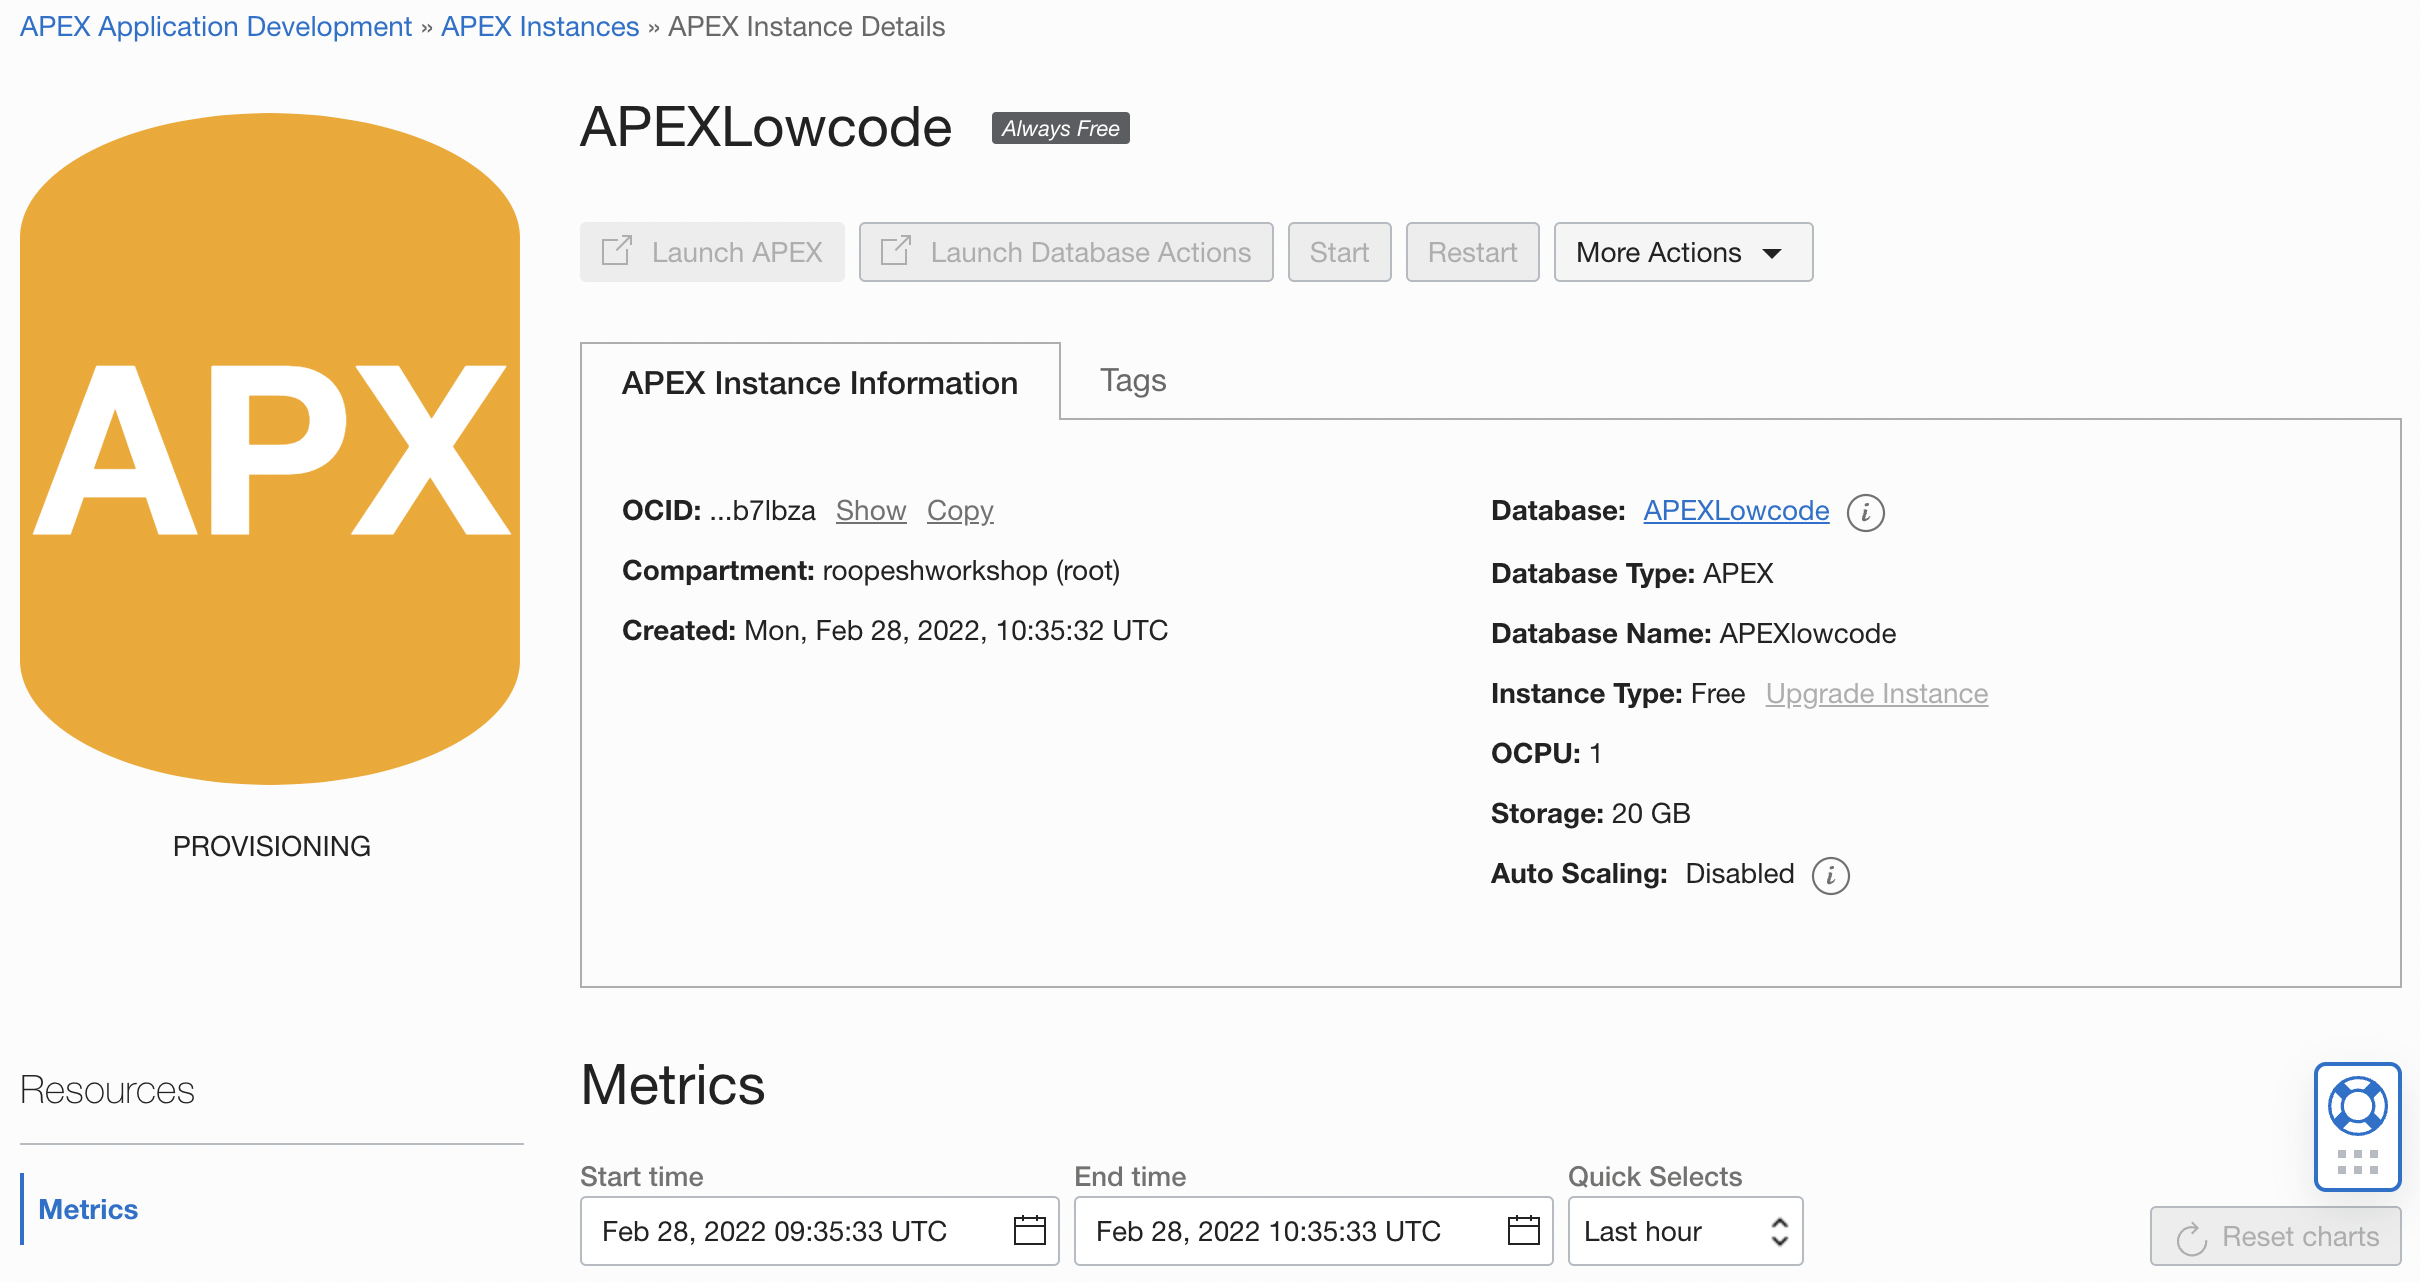 APEX Application Development » APEX Instances » APEX Instance Details
APX
PROVISIONING
APEXLowcode Always Free
Launch APEX Launch Database Actions Start Restart More Actions
APEX Instance Information Tags
OCID: ...b7lbza Show Copy
Compartment: roopeshworkshop (root)
Created: Mon, Feb 28, 2022, 10:35:32 UTC
Database: APEXLowcode i
Database Type: APEX
Database Name: APEXlowcode
Instance Type: Free Upgrade Instance
OCPU: 1
Storage: 20 GB
Auto Scaling: Disabled i
Resources
Metrics
Metrics
Start time End time Quick Selects
Feb 28, 2022 09:35:33 UTC Feb 28, 2022 10:35:33 UTC Last hour Reset charts